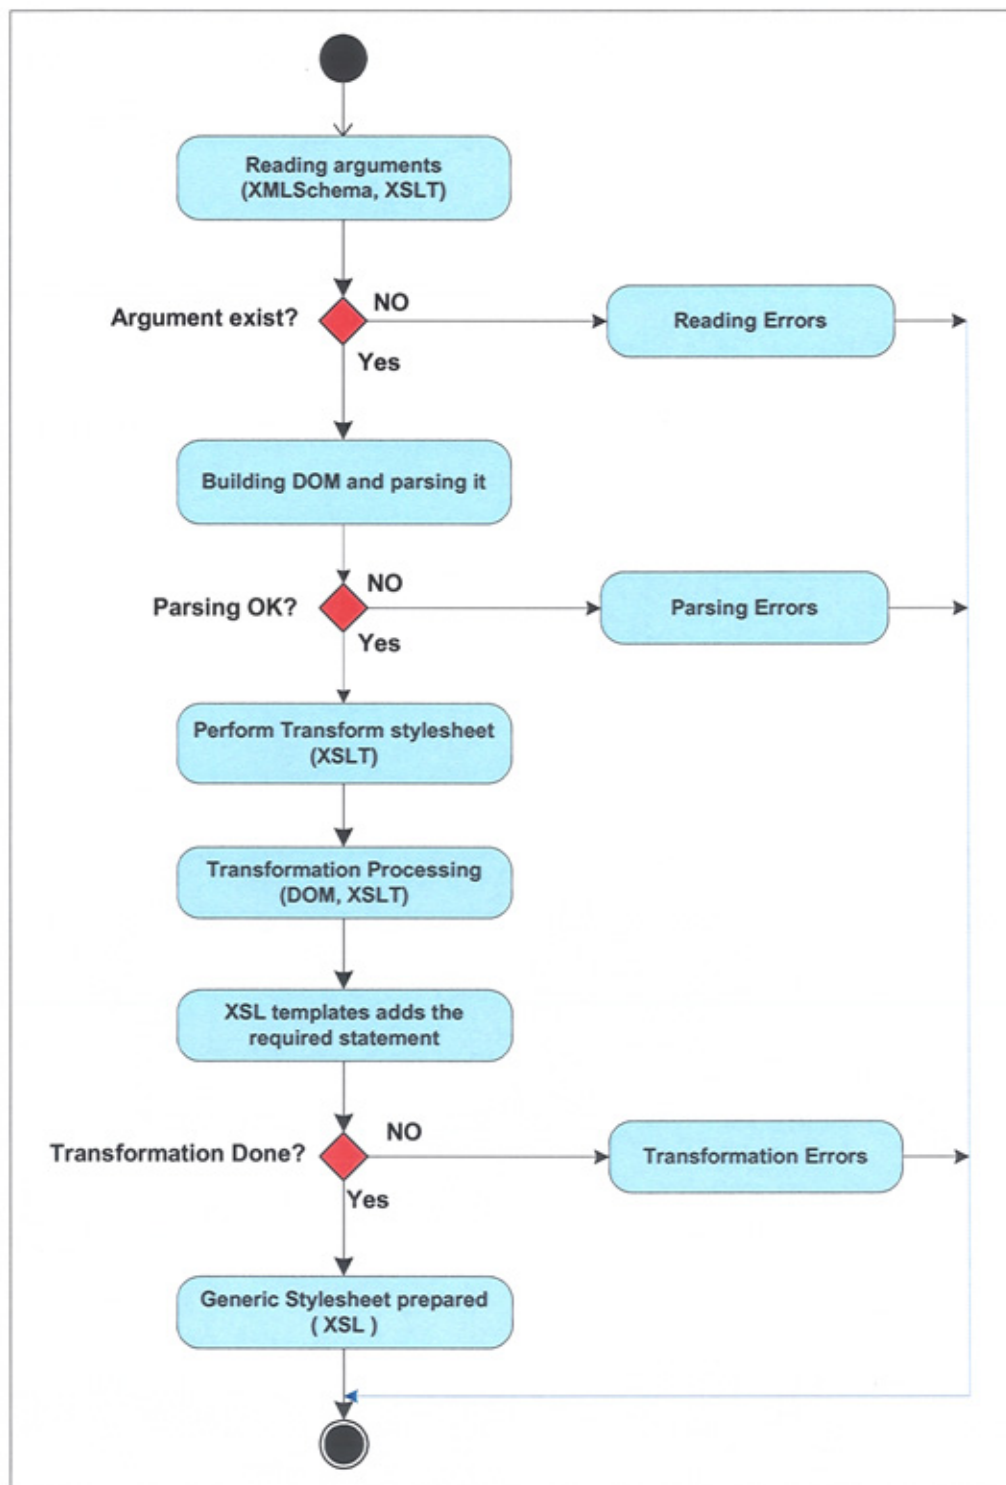 Reading arguments
(XMLSchema, XSLT)
Argument exist?
NO
Reading Errors
Yes
Building DOM and parsing it
NO
Parsing OK?
Parsing Errors
Yes
Perform Transform stylesheet
(XSLT)
Transformation Processing
(DOM, XSLT)
XSL templates adds the
required statement
NO
Transformation Done?
Transformation Errors
Yes
Generic Stylesheet prepared
( XSL )